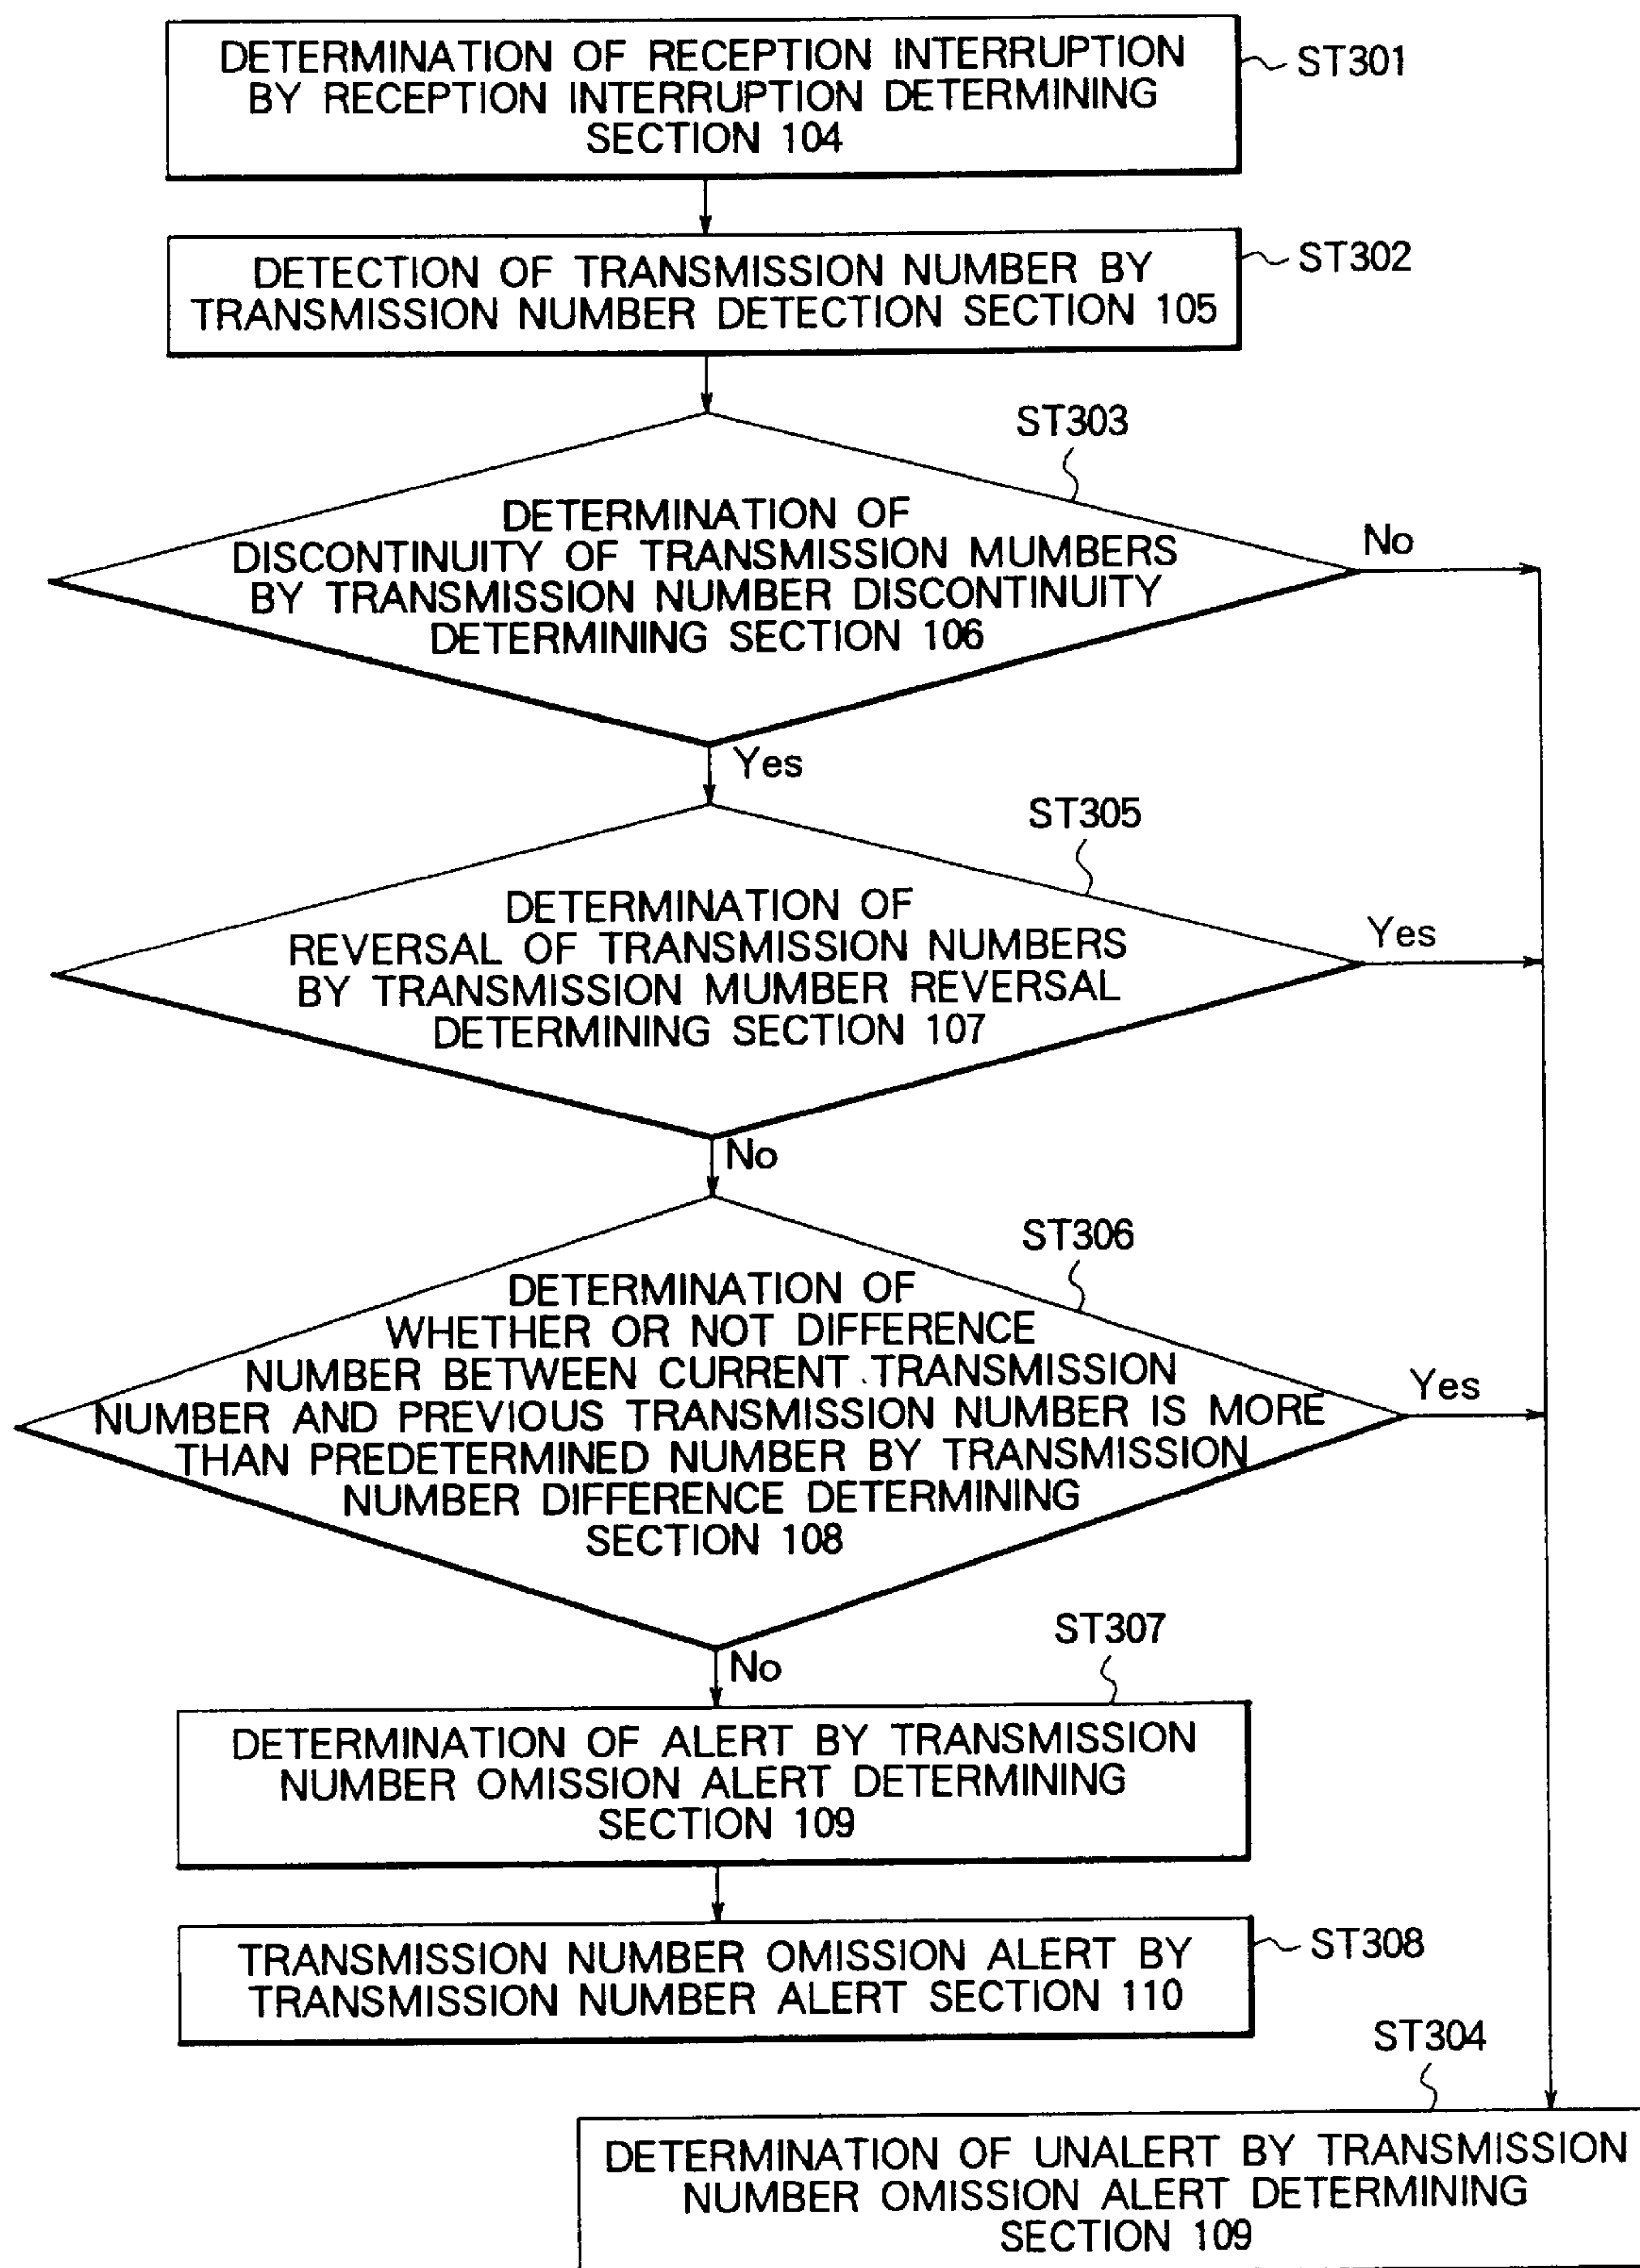 DETERMINATION OF RECEPTION INTERRUPTION
BY RECEPTION INTERRUPTION DETERMINING
SECTION 104
ST301
DETECTION OF TRANSMISSION NUMBER BY
TRANSMISSION NUMBER DETECTION SECTION 105
ST302
ST303
DETERMINATION OF
DISCONTINUITY OF TRANSMISSION MUMBERS
BY TRANSMISSION NUMBER DISCONTINUITY
DETERMINING SECTION 106
No
Yes
ST305
DETERMINATION OF
REVERSAL OF TRANSMISSION NUMBERS
BY TRANSMISSION MUMBER REVERSAL
DETERMINING SECTION 107
Yes
No
ST306
DETERMINATION OF
WHETHER OR NOT DIFFERENCE
NUMBER BETWEEN CURRENT TRANSMISSION
NUMBER AND PREVIOUS TRANSMISSION NUMBER IS MORE
THAN PREDETERMINED NUMBER BY TRANSMISSION
NUMBER DIFFERENCE DETERMINING
SECTION 108
Yes
No
ST307
DETERMINATION OF ALERT BY TRANSMISSION
NUMBER OMISSION ALERT DETERMINING
SECTION 109
TRANSMISSION NUMBER OMISSION ALERT BY
TRANSMISSION NUMBER ALERT SECTION 110
ST308
ST304
DETERMINATION OF UNALERT BY TRANSMISSION
NUMBER OMISSION ALERT DETERMINING
SECTION 109